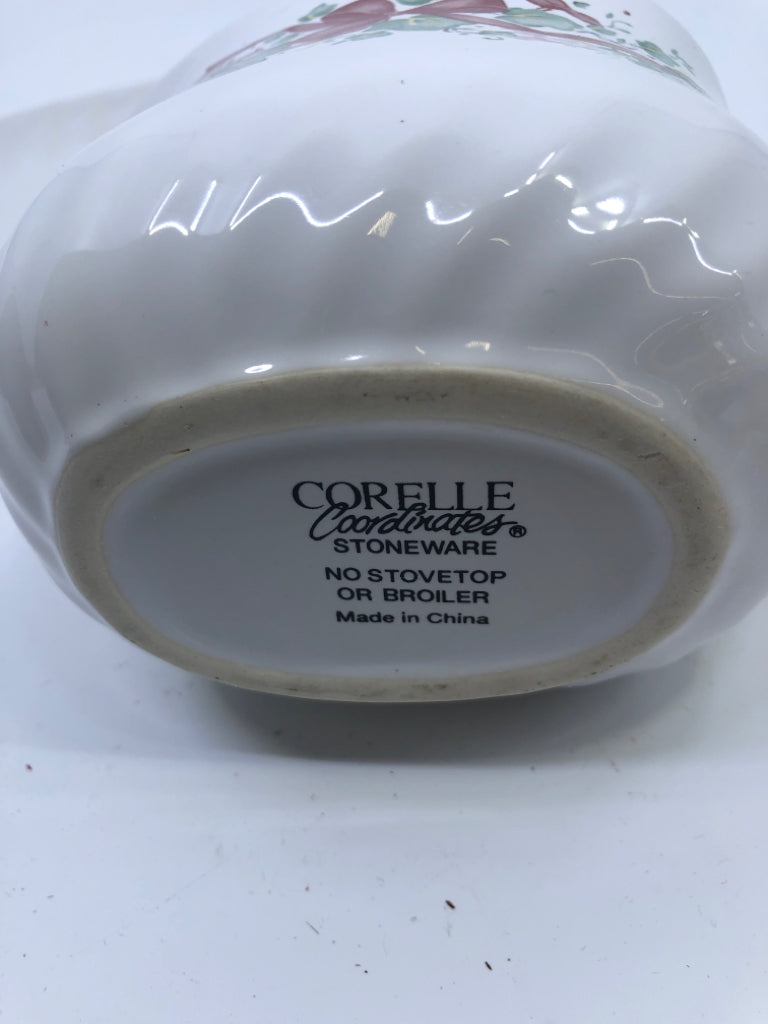 CORELLE
Coordinates®
STONEWARE
NO STOVETOP
OR BROILER
Made in China